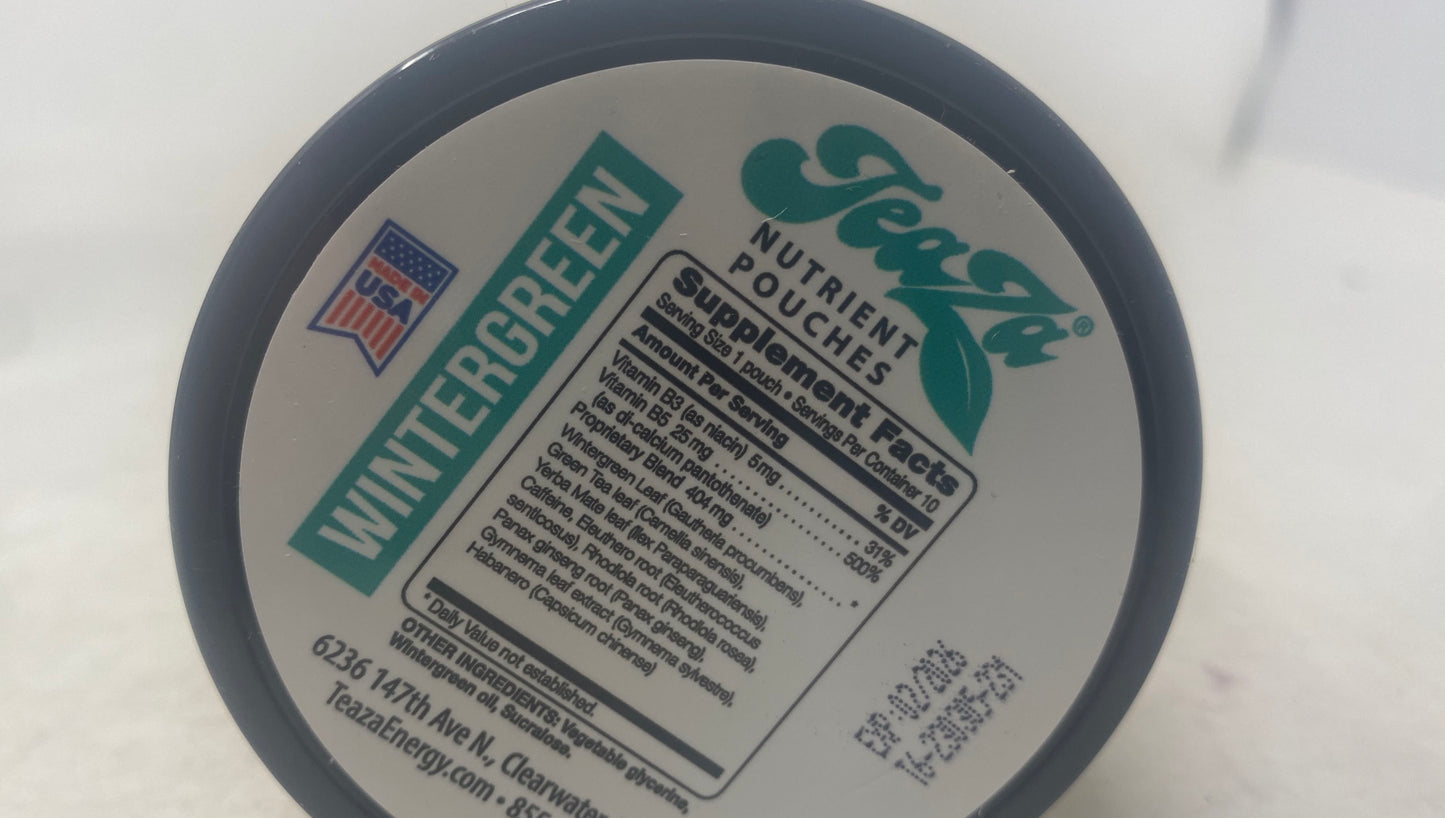 TeaZa®
NUTRIENT
POUCHES
MADE IN
USA
WINTERGREEN
Supplement Facts
Serving Size 1 pouch • Servings Per Container 10
Amount Per Serving % DV
Vitamin B3 (as niacin) 5mg ........... 31%
Vitamin B5 25 mg .................. 500%
(as di-calcium pantothenate)
Proprietary Blend 404 mg ............... *
Wintergreen Leaf (Gautheria procumbens),
Green Tea leaf (Camellia sinensis),
Yerba Mate leaf (Ilex Paraparaguariensis),
Caffeine, Eleuthero root (Eleutherococcus
senticosus), Rhodiola root (Rhodiola rosea),
Panax ginseng root (Panax ginseng),
Gymnema leaf extract (Gymnema sylvestre),
Habanero (Capsicum chinense)
* Daily Value not established.
OTHER INGREDIENTS: Vegetable glycerine,
Wintergreen oil, Sucralose.
6236 147th Ave N., Clearwater
TeazaEnergy.com •